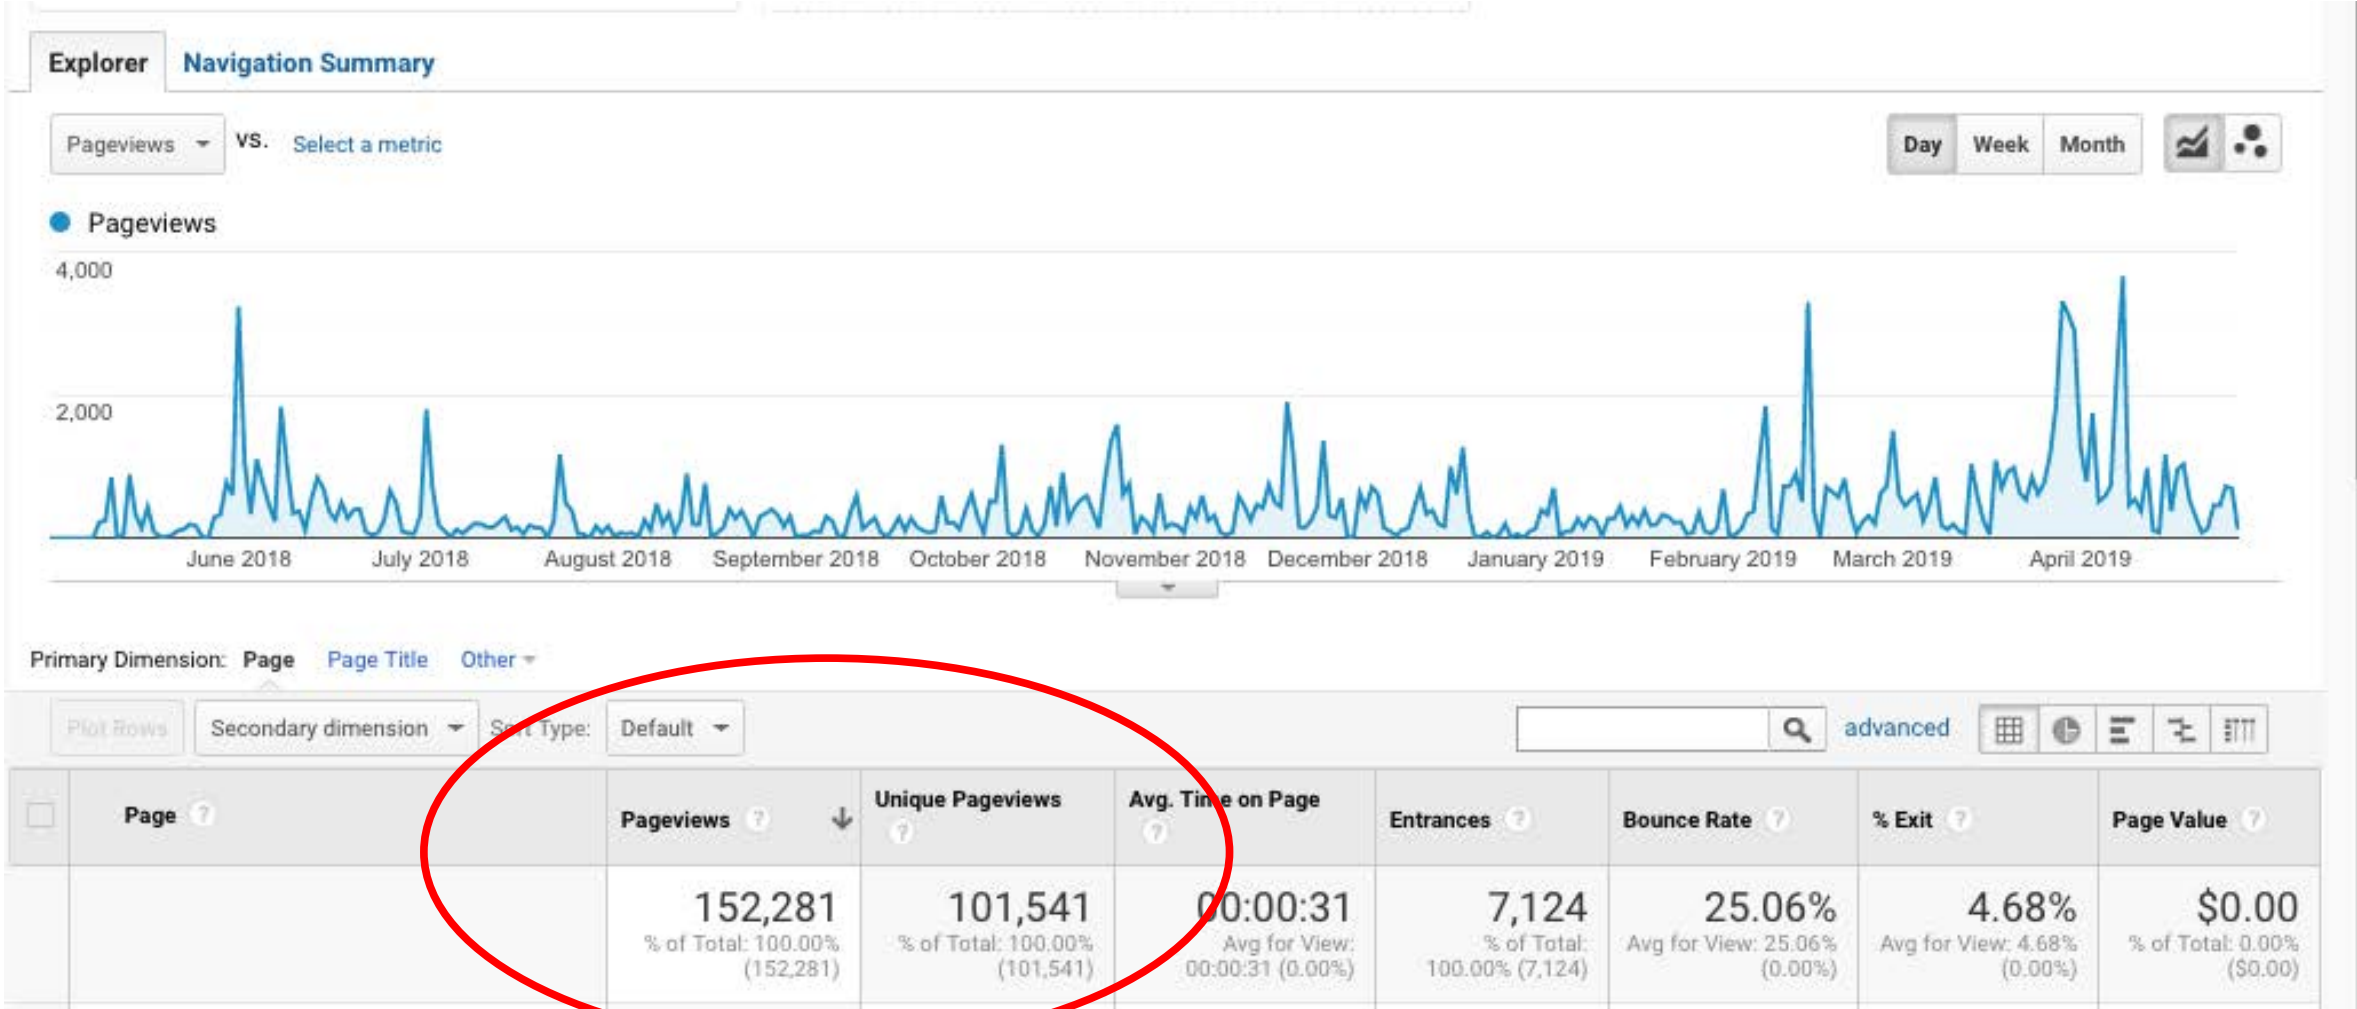 Explorer Navigation Summary
Pageviews VS. Select a metric Day Week Month
Pageviews
4,000
2,000
June 2018 July 2018 August 2018 September 2018 October 2018 November 2018 December 2018 January 2019 February 2019 March 2019 April 2019
Primary Dimension: Page Page Title Other
Plot Rows Secondary dimension Sort Type: Default advanced
Page ? Pageviews ? Unique Pageviews ? Avg. Time on Page ? Entrances ? Bounce Rate ? % Exit ? Page Value ?
152,281 101,541 00:00:31 7,124 25.06% 4.68% $0.00
% of Total: 100.00% % of Total: 100.00% Avg for View: % of Total: Avg for View: 25.06% Avg for View: 4.68% % of Total: 0.00%
(152,281) (101,541) 00:00:31 (0.00%) 100.00% (7,124) (0.00%) (0.00%) ($0.00)